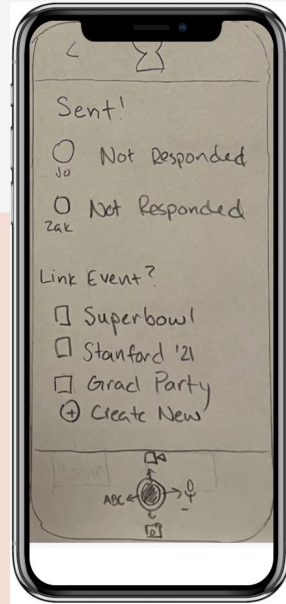 Sent!
Not Responded
Jo
Not Responded
Zak
Link Event?
Superbowl
Stanford '21
Grad Party
Create New
ABC